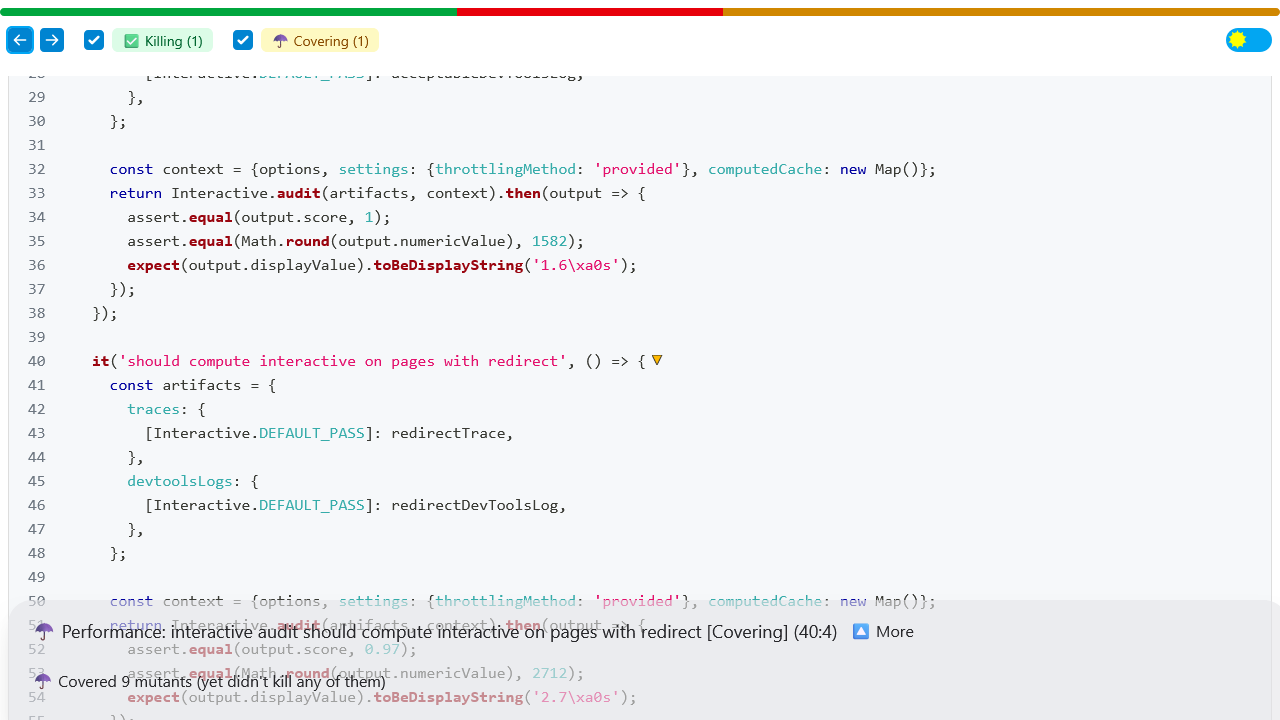 ✅ Killing (1) ☂ Covering (1)
28 [Interactive.DEFAULT_PASS]: acceptableDevToolsLog,
29 },
30 };
31
32 const context = {options, settings: {throttlingMethod: 'provided'}, computedCache: new Map()};
33 return Interactive.audit(artifacts, context).then(output => {
34 assert.equal(output.score, 1);
35 assert.equal(Math.round(output.numericValue), 1582);
36 expect(output.displayValue).toBeDisplayString('1.6\xa0s');
37 });
38 });
39
40 it('should compute interactive on pages with redirect', () => {
41 const artifacts = {
42 traces: {
43 [Interactive.DEFAULT_PASS]: redirectTrace,
44 },
45 devtoolsLogs: {
46 [Interactive.DEFAULT_PASS]: redirectDevToolsLog,
47 },
48 };
49
50 const context = {options, settings: {throttlingMethod: 'provided'}, computedCache: new Map()};
51 return Interactive.audit(artifacts, context).then(output => {
☂ Performance: interactive audit should compute interactive on pages with redirect [Covering] (40:4) 🔼 More
52 assert.equal(output.score, 0.97);
53 assert.equal(Math.round(output.numericValue), 2712);
☂ Covered 9 mutants (yet didn't kill any of them)
54 expect(output.displayValue).toBeDisplayString('2.7\xa0s');
55 });